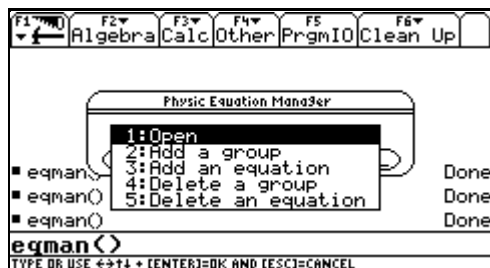 F1 F2 F3 F4 F5 F6
Algebra Calc Other PrgmIO Clean Up
Physic Equation Manager
1:Open
2:Add a group
3:Add an equation
4:Delete a group
5:Delete an equation
eqman() Done
eqman() Done
eqman() Done
eqman()
TYPE OR USE ←→↑↓ + [ENTER]=OK AND [ESC]=CANCEL